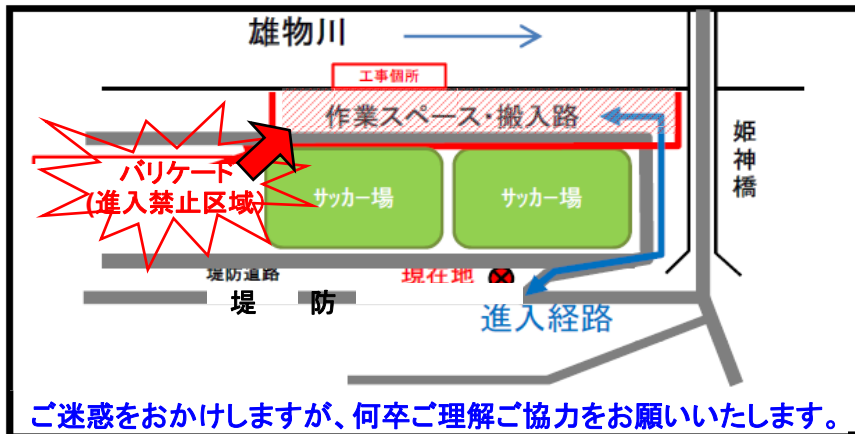 雄物川
工事個所
作業スペース・搬入路
姫神橋
バリケート
(進入禁止区域)
サッカー場
サッカー場
堤防道路
現在地
堤 防
進入経路
ご迷惑をおかけしますが、何卒ご理解ご協力をお願いいたします。